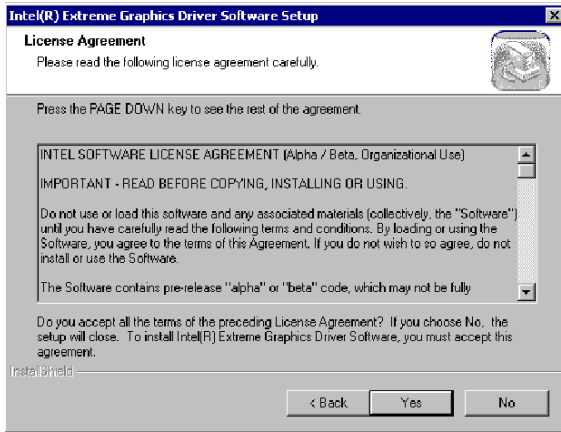 Intel(R) Extreme Graphics Driver Software Setup
License Agreement
Please read the following license agreement carefully.
Press the PAGE DOWN key to see the rest of the agreement.
INTEL SOFTWARE LICENSE AGREEMENT (Alpha / Beta, Organizational Use)
IMPORTANT - READ BEFORE COPYING, INSTALLING OR USING.
Do not use or load this software and any associated materials (collectively, the "Software")
until you have carefully read the following terms and conditions. By loading or using the
Software, you agree to the terms of this Agreement. If you do not wish to so agree, do not
install or use the Software.
The Software contains pre-release "alpha" or "beta" code, which may not be fully
Do you accept all the terms of the preceding License Agreement? If you choose No, the
setup will close. To install Intel(R) Extreme Graphics Driver Software, you must accept this
agreement.
InstallShield
< Back
Yes
No